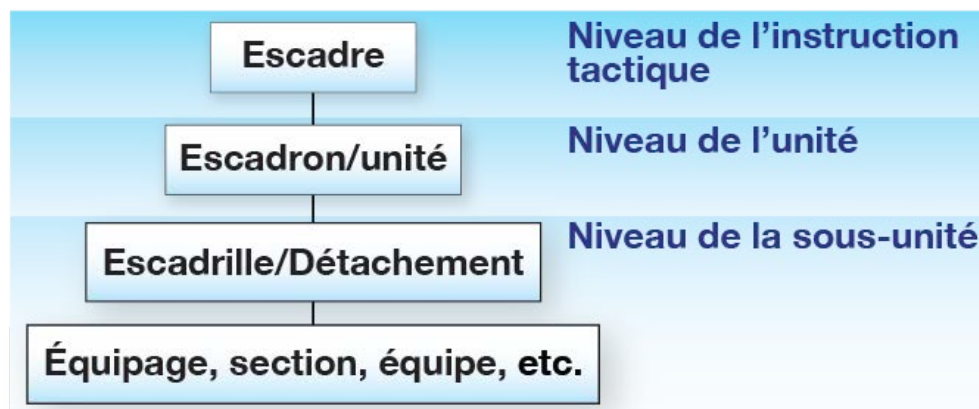 Escadre
Niveau de l’instruction
tactique
Escadron/unité
Niveau de l’unité
Escadrille/Détachement
Niveau de la sous-unité
Équipage, section, équipe, etc.